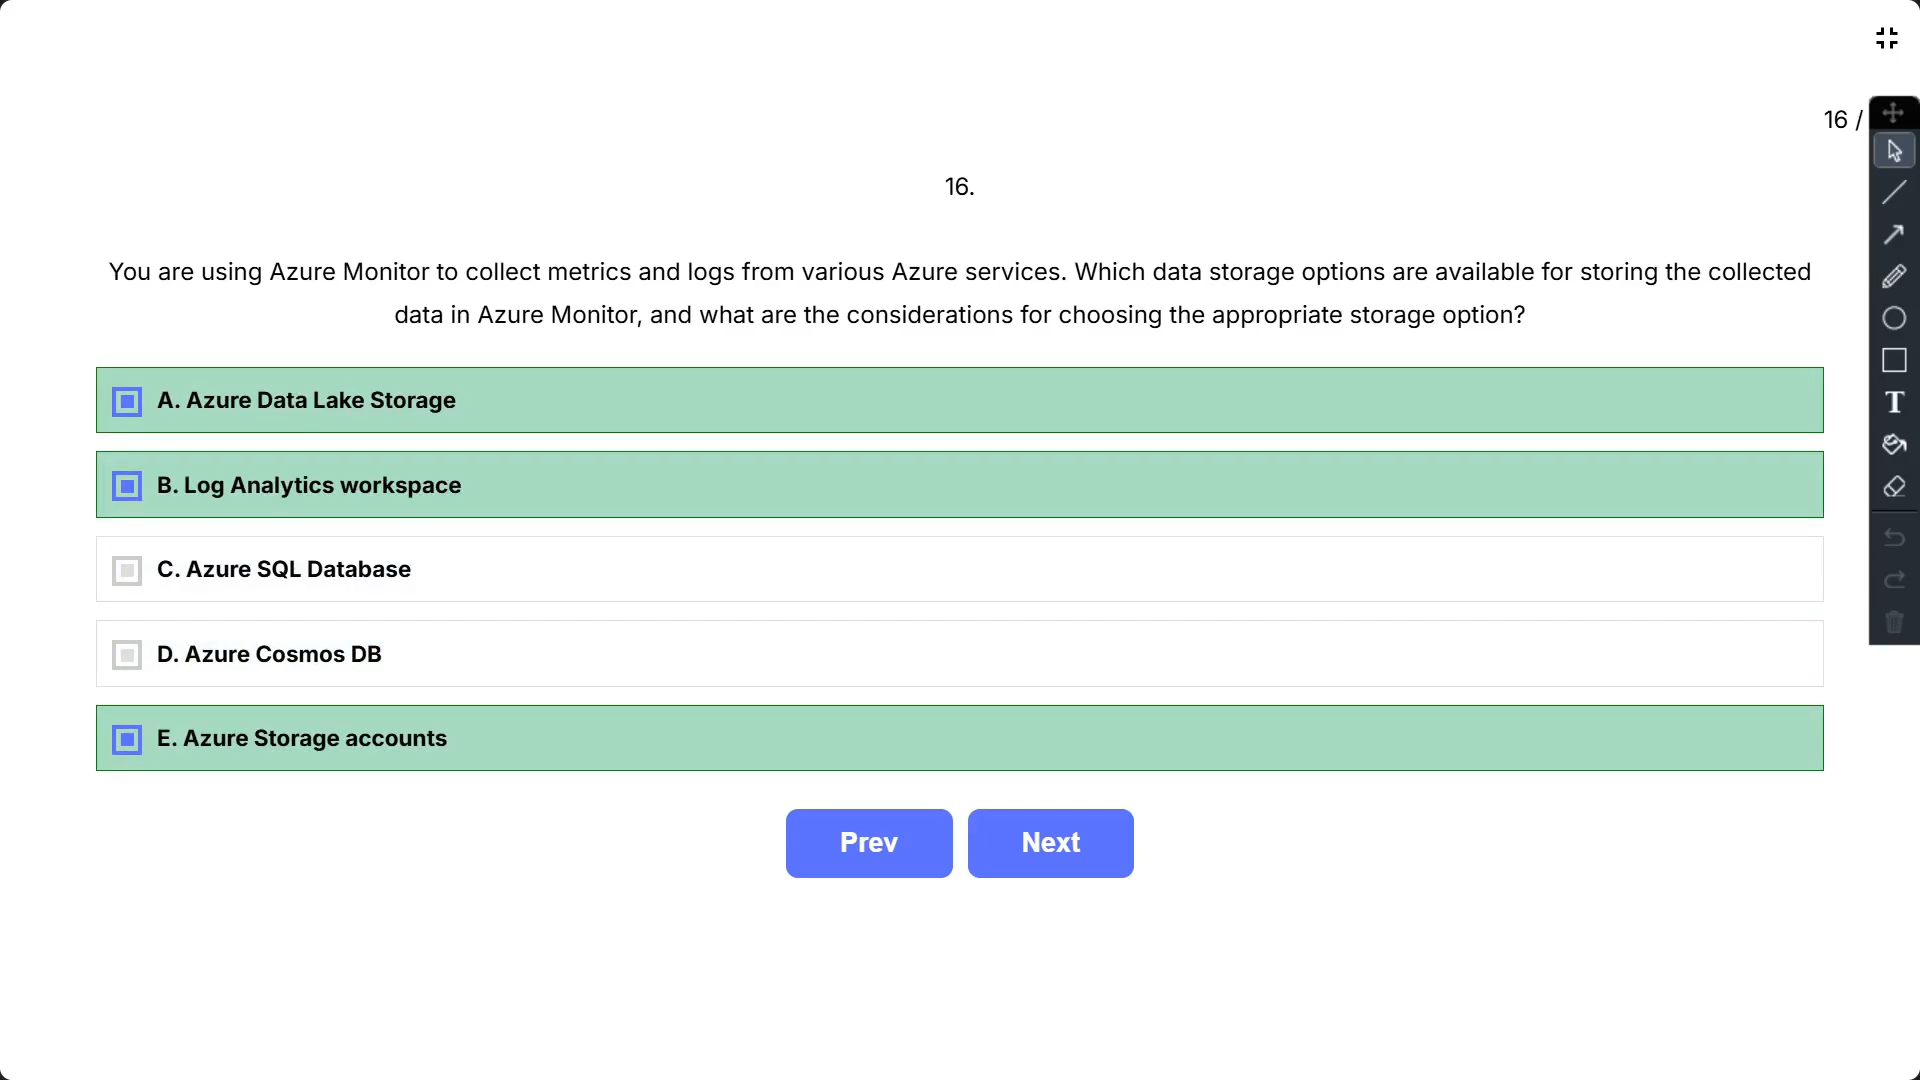 16 /
16.
You are using Azure Monitor to collect metrics and logs from various Azure services. Which data storage options are available for storing the collected
data in Azure Monitor, and what are the considerations for choosing the appropriate storage option?
A. Azure Data Lake Storage
B. Log Analytics workspace
C. Azure SQL Database
D. Azure Cosmos DB
E. Azure Storage accounts
Prev Next
T